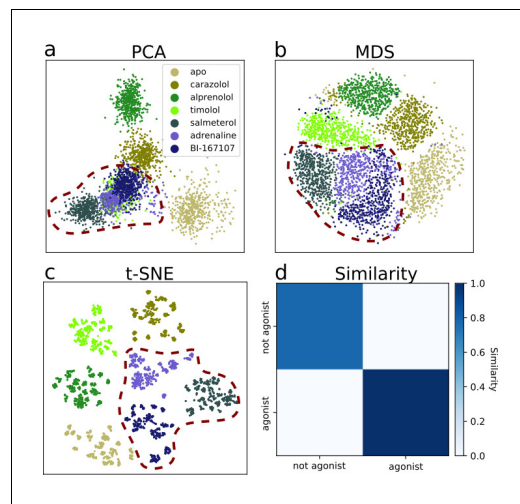 a
PCA
apo
carazolol
alprenolol
timolol
salmeterol
adrenaline
BI-167107
b
MDS
c
t-SNE
d
Similarity
not agonist
agonist
not agonist
agonist
1.0
0.8
0.6
0.4
0.2
0.0
Similarity